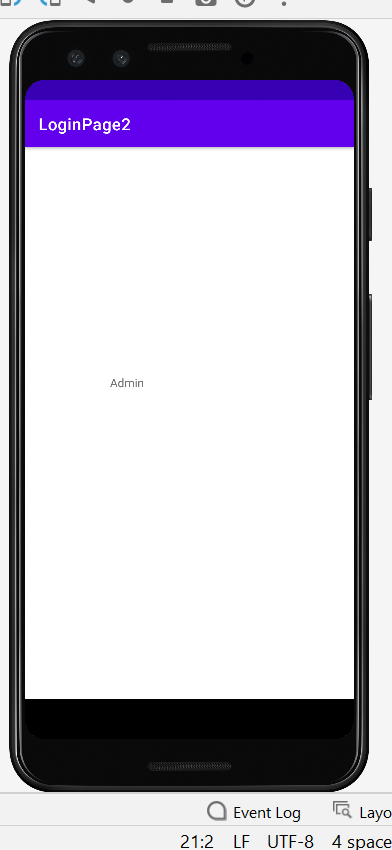 LoginPage2
Admin
Event Log
Layo
21:2 LF UTF-8 4 space